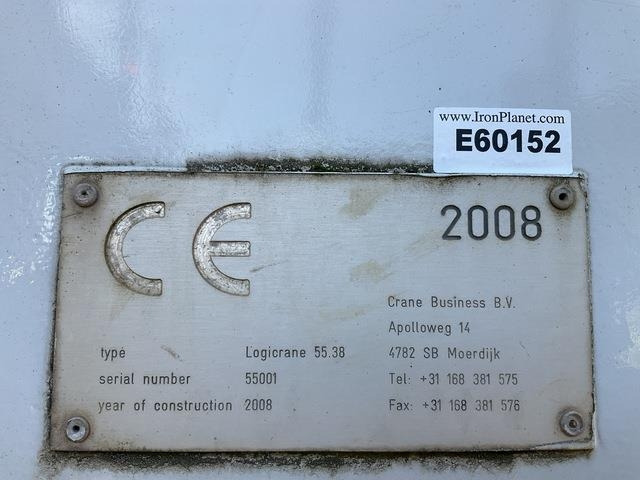 www.IronPlanet.com
E60152
CE
2008
Crane Business B.V.
Apolloweg 14
type Logicrane 55.38 4782 SB Moerdijk
serial number 55001 Tel: +31 168 381 575
year of construction 2008 Fax: +31 168 381 576